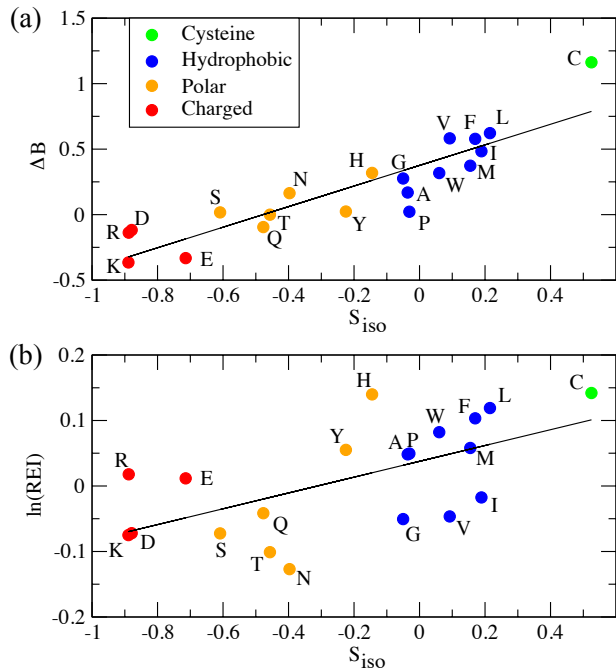 (a)
1.5
1
0.5
0
-0.5
ΔB
Cysteine
Hydrophobic
Polar
Charged
C
V F L
H G I
S N W M
R D T Y A P
Q
K E
-1 -0.8 -0.6 -0.4 -0.2 0 0.2 0.4
S_iso
(b)
0.2
0.1
0
-0.1
-0.2
ln(REI)
H C
F L
Y W
A P M
R E
Q I
K D S G V
T N
-1 -0.8 -0.6 -0.4 -0.2 0 0.2 0.4
S_iso